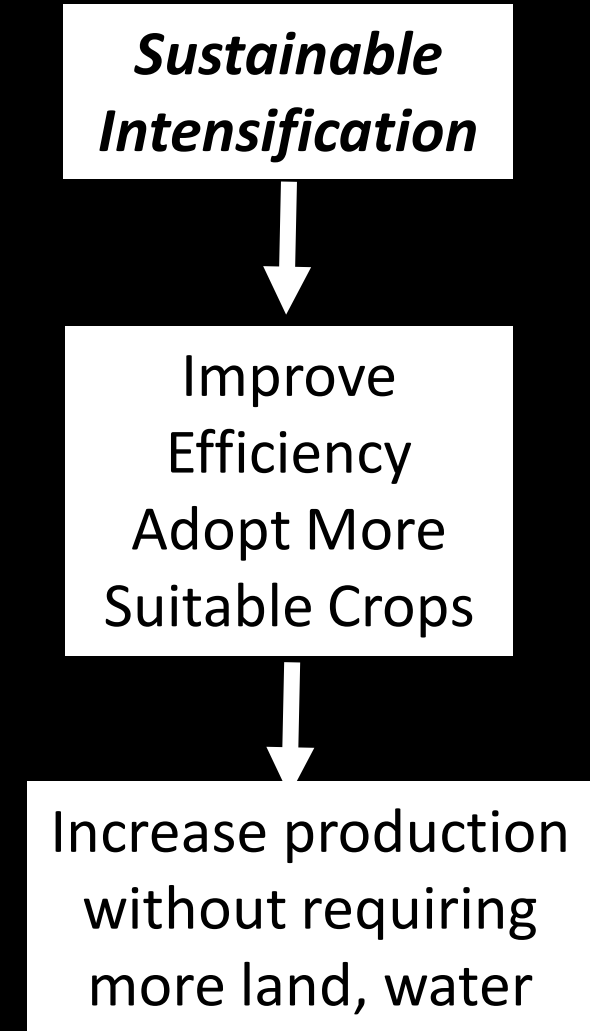 Sustainable
Intensification
Improve
Efficiency
Adopt More
Suitable Crops
Increase production
without requiring
more land, water